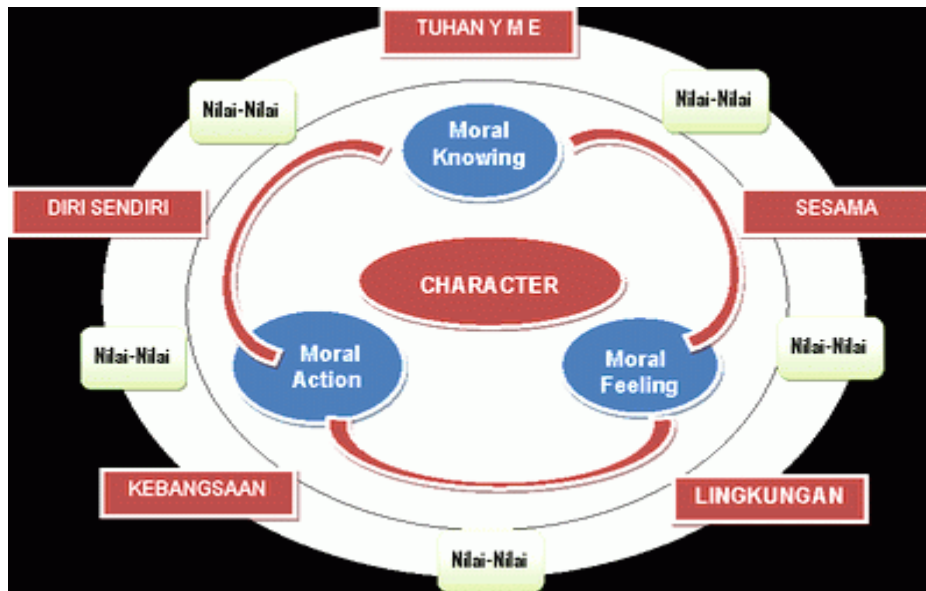 TUHAN Y M E
Nilai-Nilai
Nilai-Nilai
Moral
Knowing
DIRI SENDIRI
SESAMA
CHARACTER
Nilai-Nilai
Moral
Action
Moral
Feeling
Nilai-Nilai
KEBANGSAAN
LINGKUNGAN
Nilai-Nilai